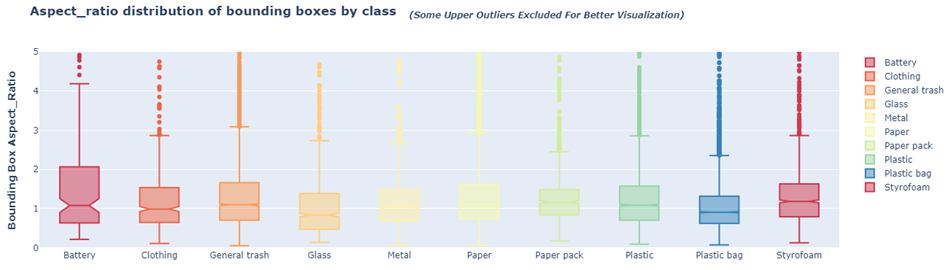 Aspect_ratio distribution of bounding boxes by class (Some Upper Outliers Excluded For Better Visualization)
Bounding Box Aspect_Ratio
5
4
3
2
1
0
Battery Clothing General trash Glass Metal Paper Paper pack Plastic Plastic bag Styrofoam
Battery
Clothing
General trash
Glass
Metal
Paper
Paper pack
Plastic
Plastic bag
Styrofoam